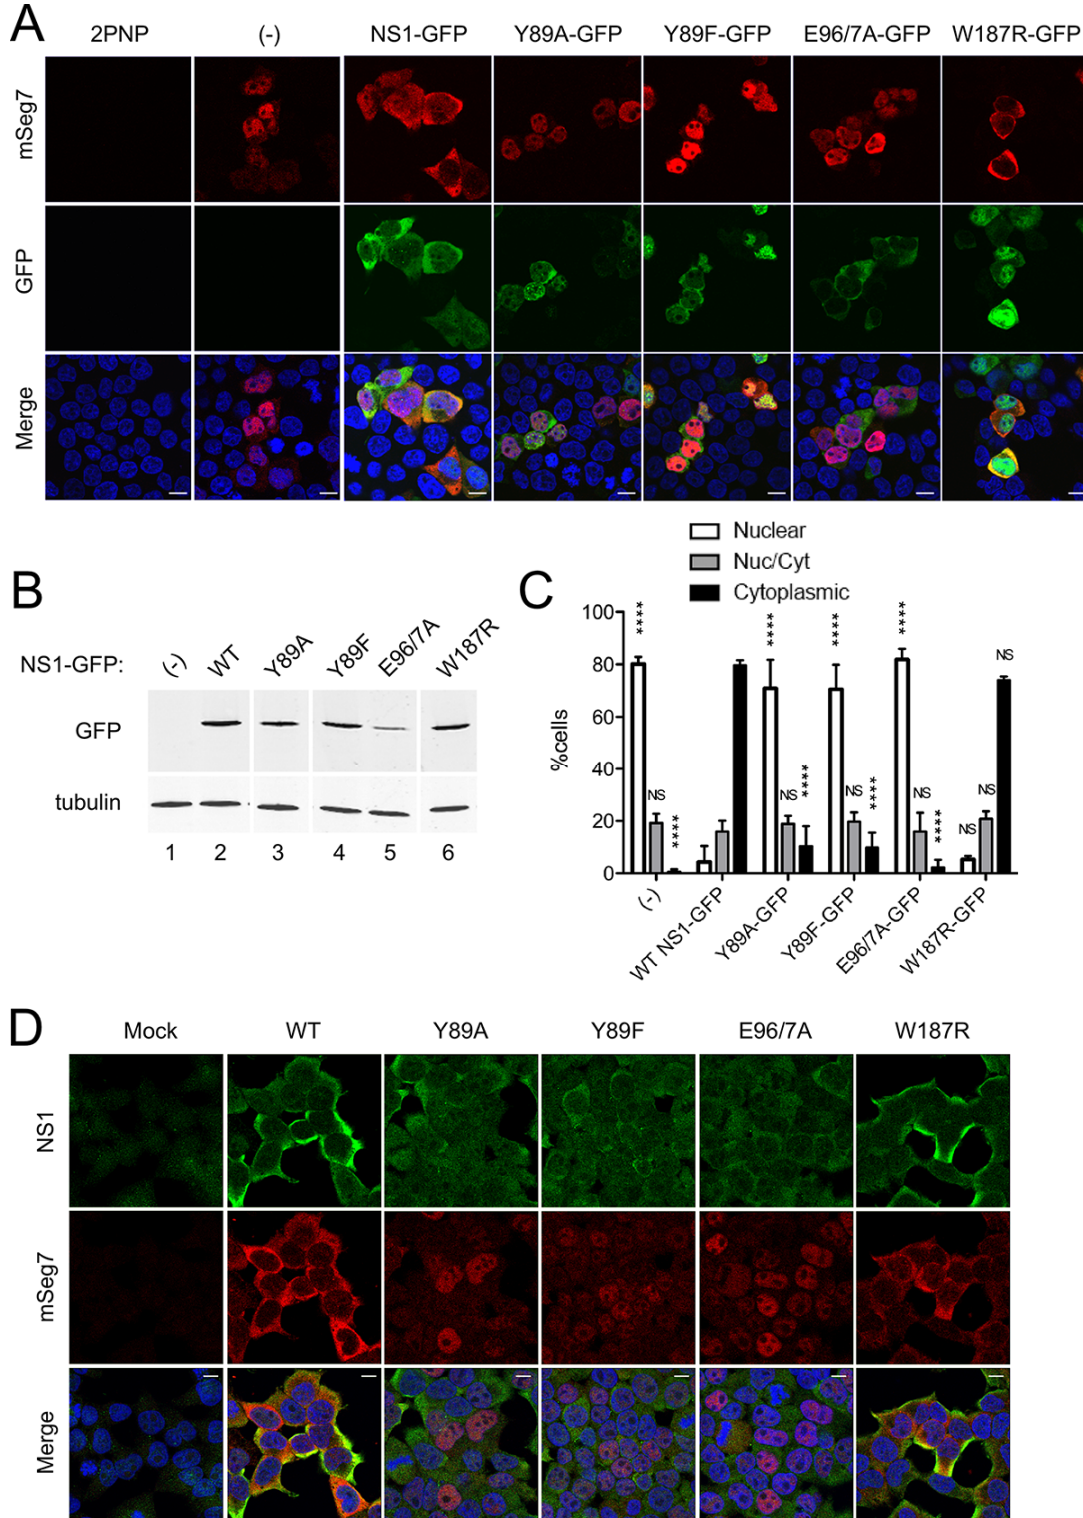 A
2PNP (-) NS1-GFP Y89A-GFP Y89F-GFP E96/7A-GFP W187R-GFP
mSeg7
GFP
Merge
B
NS1-GFP: (-) WT Y89A Y89F E96/7A W187R
GFP
tubulin
1 2 3 4 5 6
C
Nuclear
Nuc/Cyt
Cytoplasmic
%cells
100
80
60
40
20
0
**** NS **** **** NS **** **** NS **** **** NS **** NS NS NS
(-) WT NS1-GFP Y89A-GFP Y89F-GFP E96/7A-GFP W187R-GFP
D
Mock WT Y89A Y89F E96/7A W187R
NS1
mSeg7
Merge